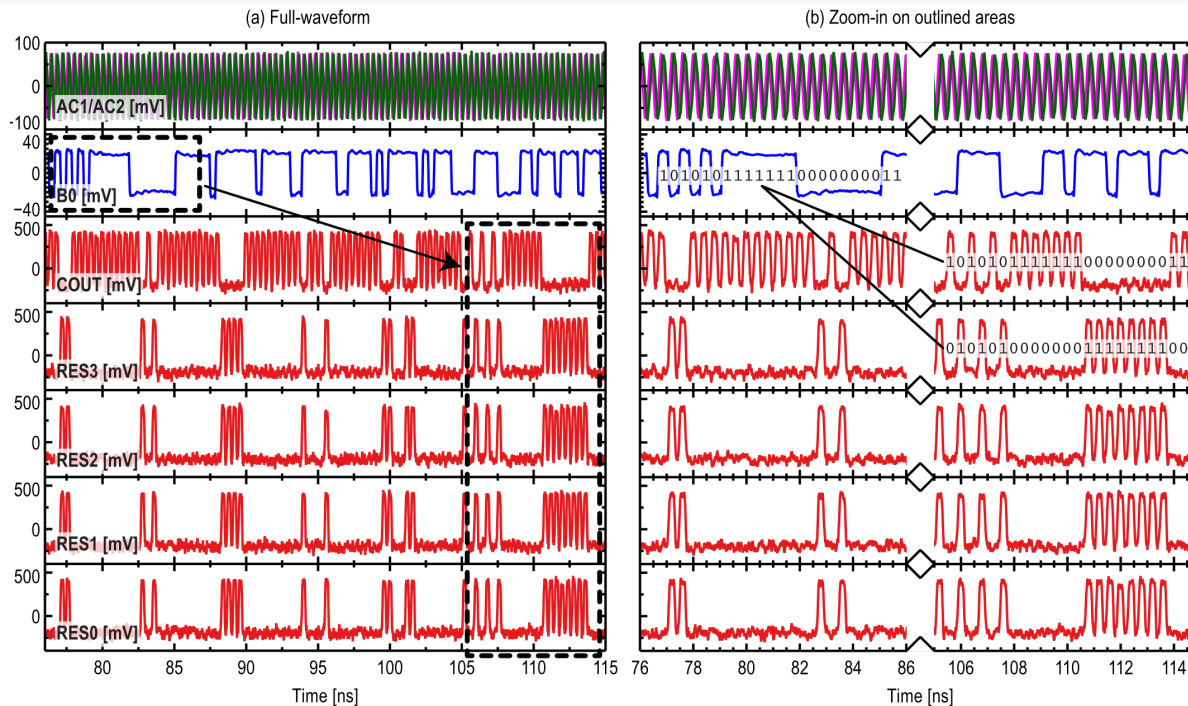 (a) Full-waveform
(b) Zoom-in on outlined areas
100
0
-100
AC1/AC2 [mV]
40
0
−40
B0 [mV]
10101011111110000000011
500
0
COUT [mV]
10101011111110000000011
500
0
RES3 [mV]
01010100000001111111100
500
0
RES2 [mV]
500
0
RES1 [mV]
500
0
RES0 [mV]
80 85 90 95 100 105 110 115
76 78 80 82 84 86 106 108 110 112 114
Time [ns]
Time [ns]